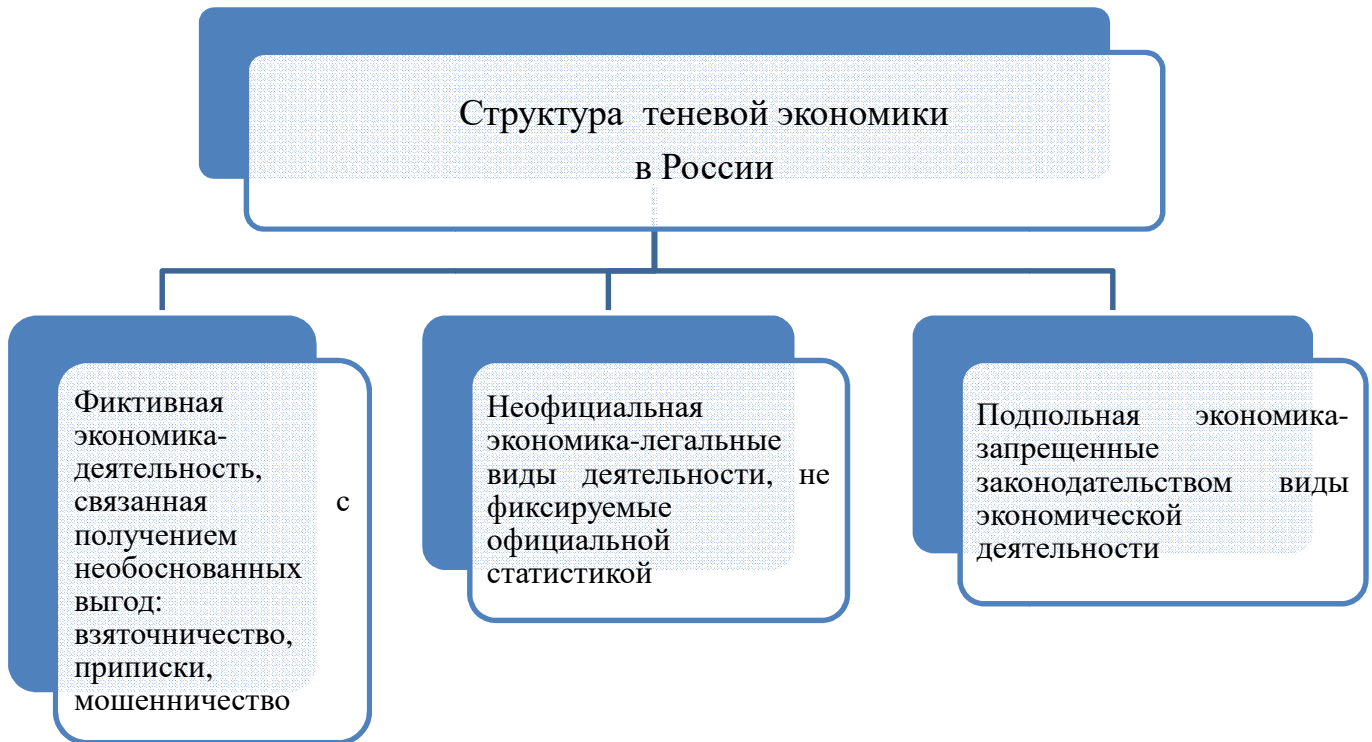 Структура теневой экономики
в России
Фиктивная
экономика-
деятельность,
связанная с
получением
необоснованных
выгод:
взяточничество,
приписки,
мошенничество
Неофициальная
экономика-легальные
виды деятельности, не
фиксируемые
официальной
статистикой
Подпольная экономика-
запрещенные
законодательством виды
экономической
деятельности